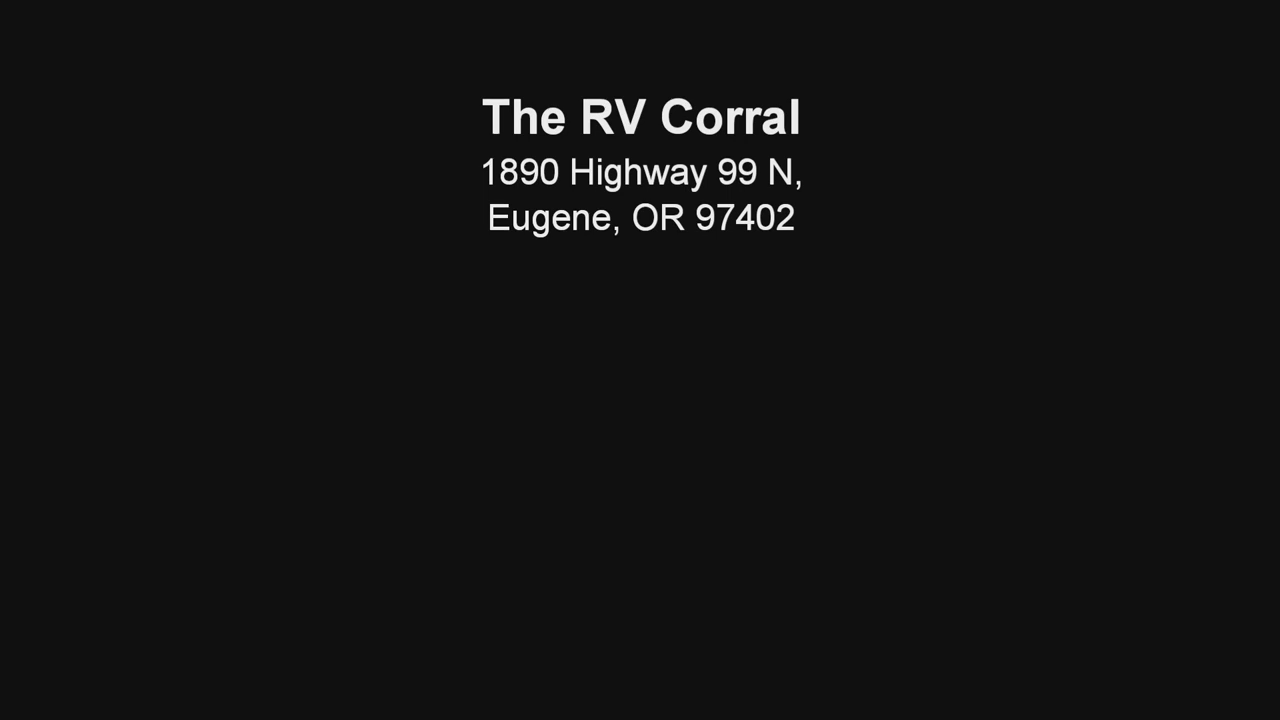 The RV Corral
1890 Highway 99 N,
Eugene, OR 97402